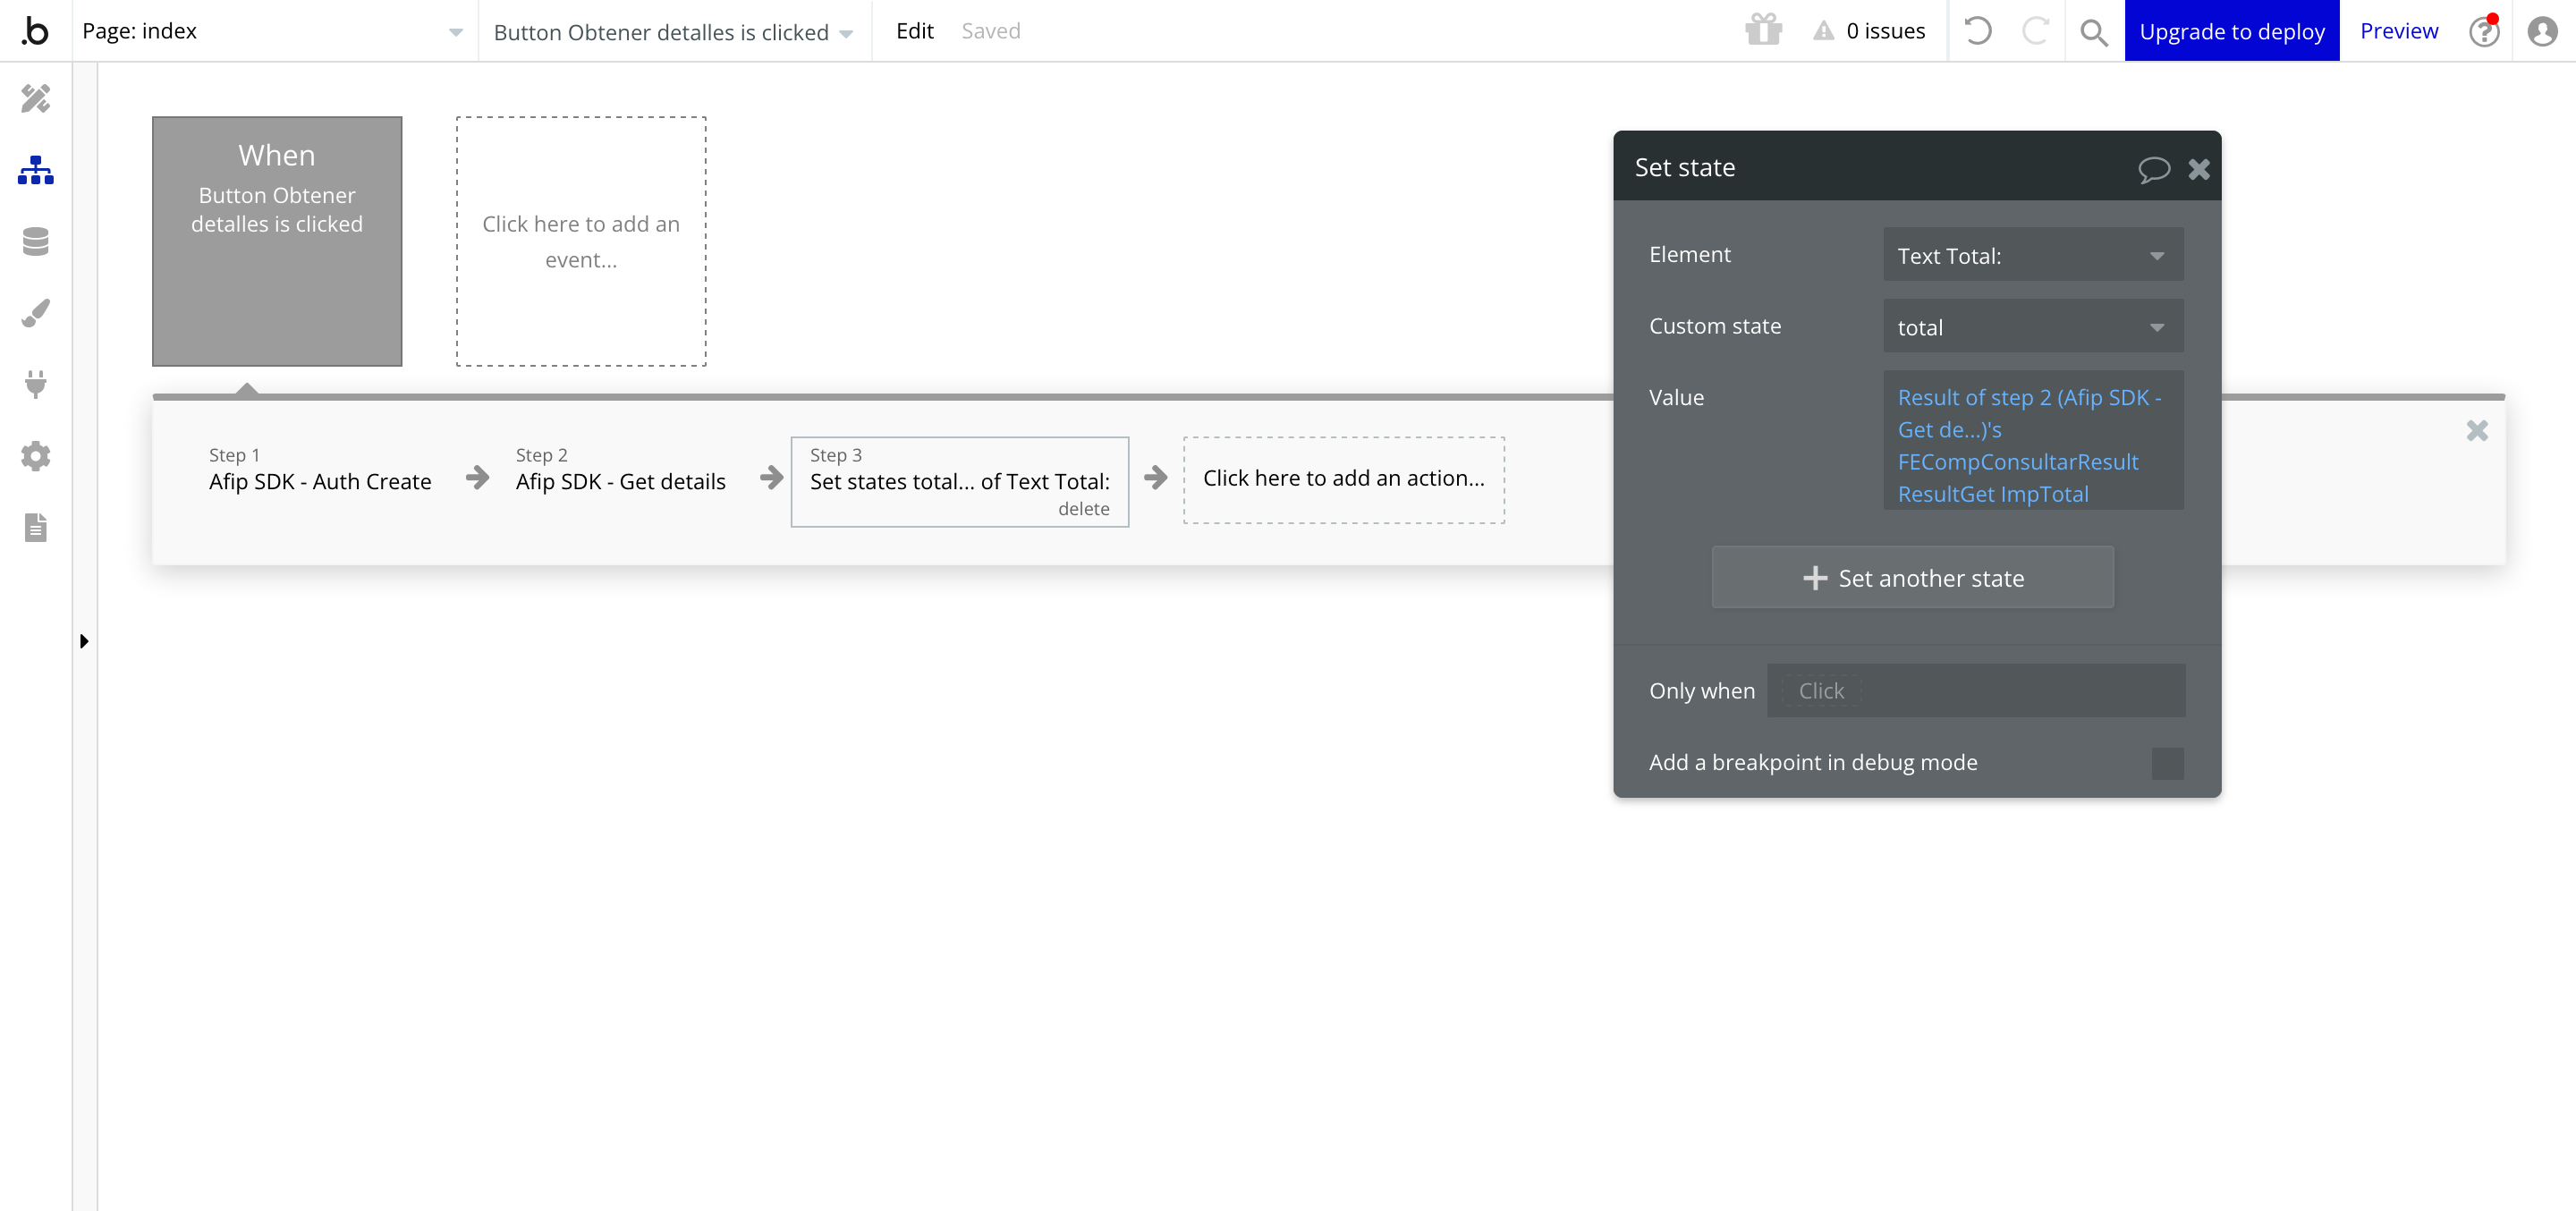 .b
Page: index
Button Obtener detalles is clicked
Edit
Saved
0 issues
Upgrade to deploy
Preview
When
Button Obtener
detalles is clicked
Click here to add an
event...
Step 1
Afip SDK - Auth Create
Step 2
Afip SDK - Get details
Step 3
Set states total... of Text Total:
delete
Click here to add an action...
Set state
Element
Text Total:
Custom state
total
Value
Result of step 2 (Afip SDK -
Get de...)'s
FECompConsultarResult
ResultGet ImpTotal
Set another state
Only when
Click
Add a breakpoint in debug mode